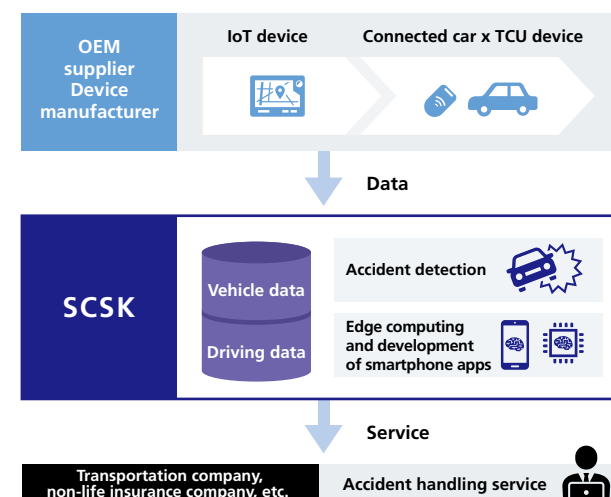 OEM
supplier
Device
manufacturer
IoT device
Connected car x TCU device
Data
SCSK
Vehicle data
Driving data
Accident detection
Edge computing
and development
of smartphone apps
Service
Transportation company,
non-life insurance company, etc.
Accident handling service